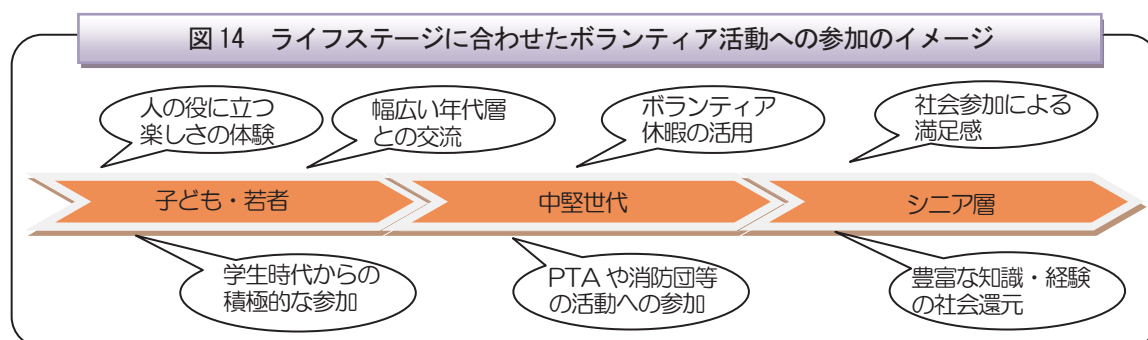 図14 ライフステージに合わせたボランティア活動への参加のイメージ
人の役に立つ
楽しさの体験
幅広い年代層
との交流
ボランティア
休暇の活用
社会参加による
満足感
子ども・若者
中堅世代
シニア層
学生時代からの
積極的な参加
PTAや消防団等
の活動への参加
豊富な知識・経験
の社会還元